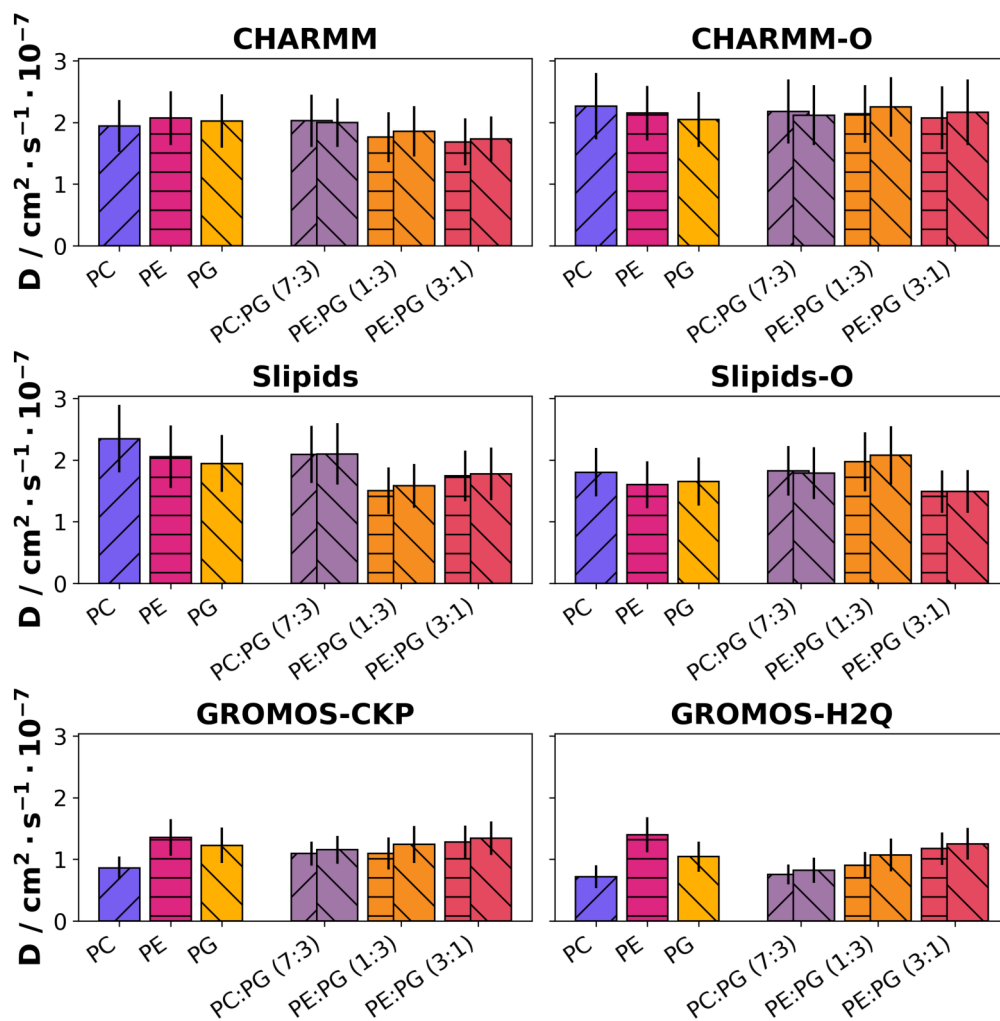 CHARMM
CHARMM-O
D / cm² · s⁻¹ · 10⁻⁷
3
2
1
0
PC
PE
PG
PC:PG (7:3)
PE:PG (1:3)
PE:PG (3:1)
PC
PE
PG
PC:PG (7:3)
PE:PG (1:3)
PE:PG (3:1)
Slipids
Slipids-O
D / cm² · s⁻¹ · 10⁻⁷
3
2
1
0
PC
PE
PG
PC:PG (7:3)
PE:PG (1:3)
PE:PG (3:1)
PC
PE
PG
PC:PG (7:3)
PE:PG (1:3)
PE:PG (3:1)
GROMOS-CKP
GROMOS-H2Q
D / cm² · s⁻¹ · 10⁻⁷
3
2
1
0
PC
PE
PG
PC:PG (7:3)
PE:PG (1:3)
PE:PG (3:1)
PC
PE
PG
PC:PG (7:3)
PE:PG (1:3)
PE:PG (3:1)